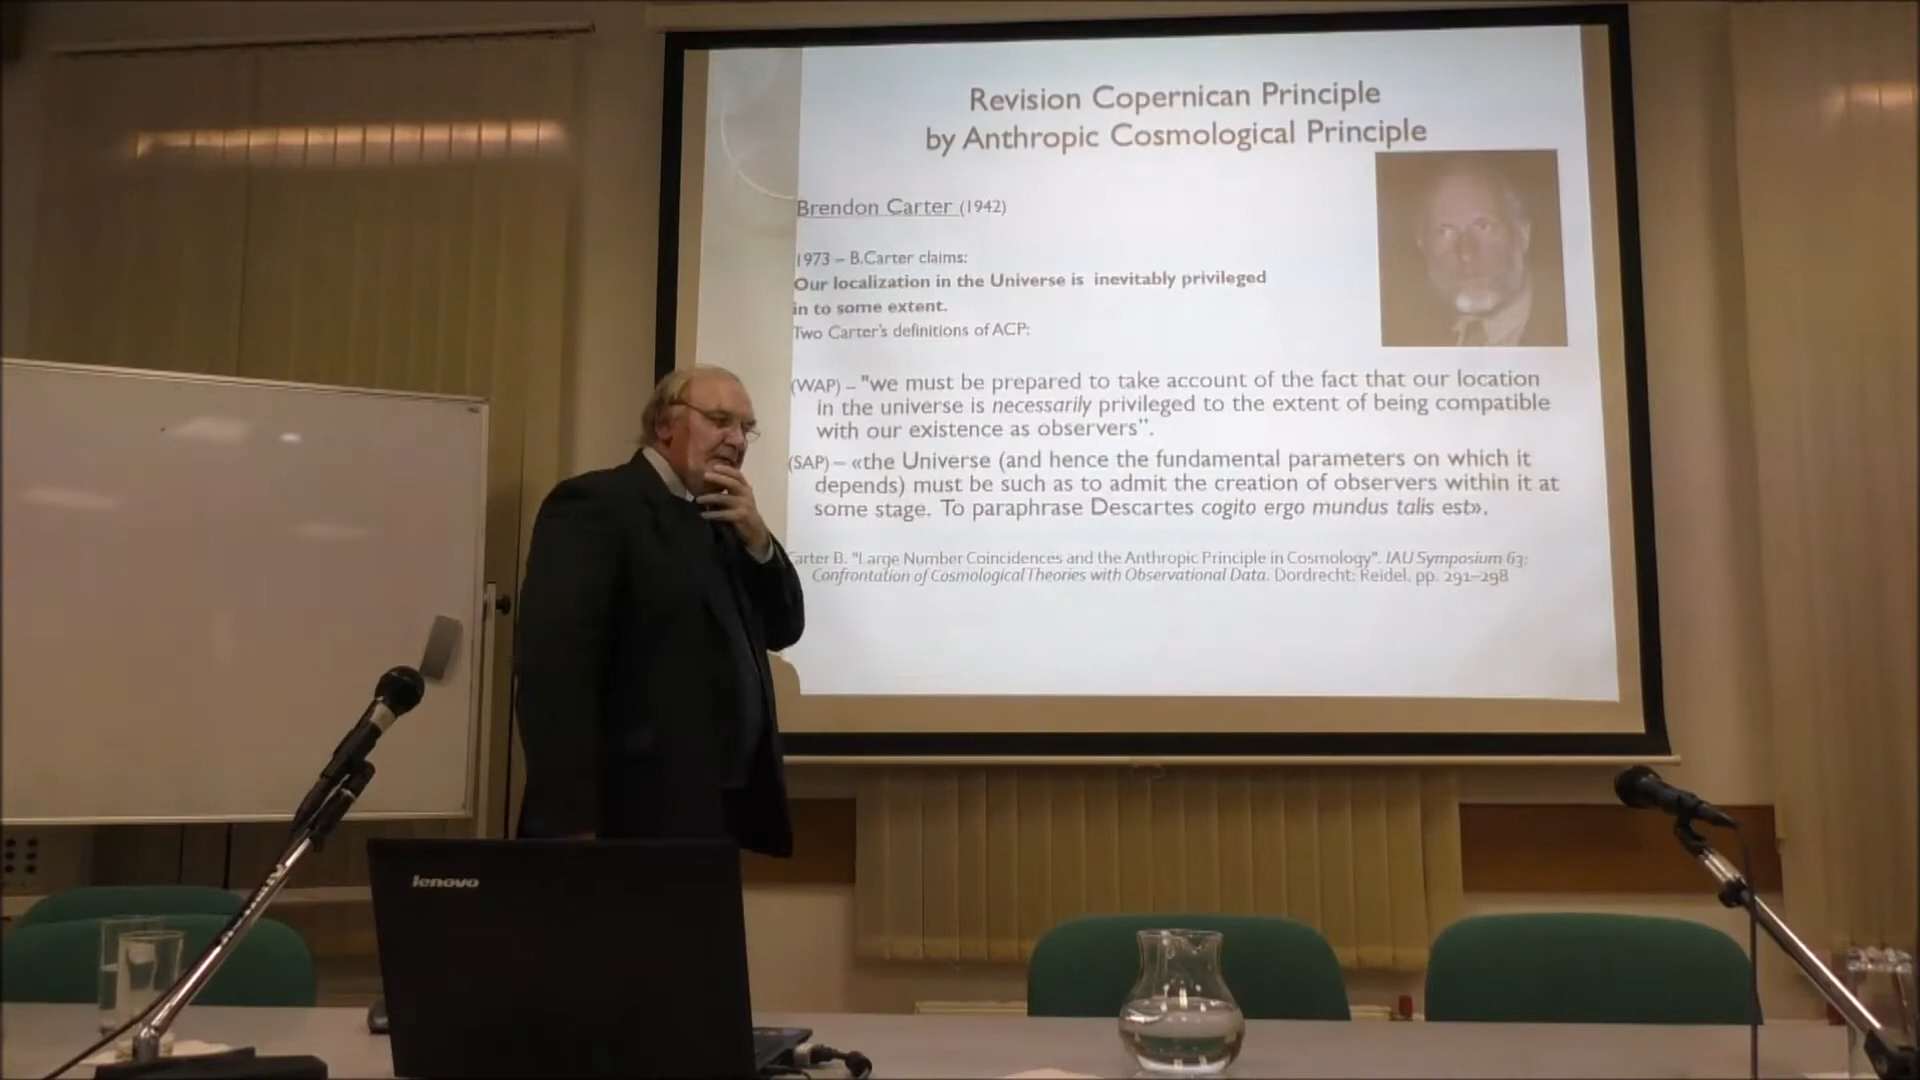 Revision Copernican Principle
by Anthropic Cosmological Principle
Brendon Carter (1942)
1973 – B.Carter claims:
Our localization in the Universe is inevitably privileged
in to some extent.
Two Carter's definitions of ACP:
(WAP) – "we must be prepared to take account of the fact that our location
in the universe is necessarily privileged to the extent of being compatible
with our existence as observers".
(SAP) – «the Universe (and hence the fundamental parameters on which it
depends) must be such as to admit the creation of observers within it at
some stage. To paraphrase Descartes cogito ergo mundus talis est».
arter B. "Large Number Coincidences and the Anthropic Principle in Cosmology". IAU Symposium 63:
Confrontation of Cosmological Theories with Observational Data. Dordrecht: Reidel. pp. 291–298
lenovo